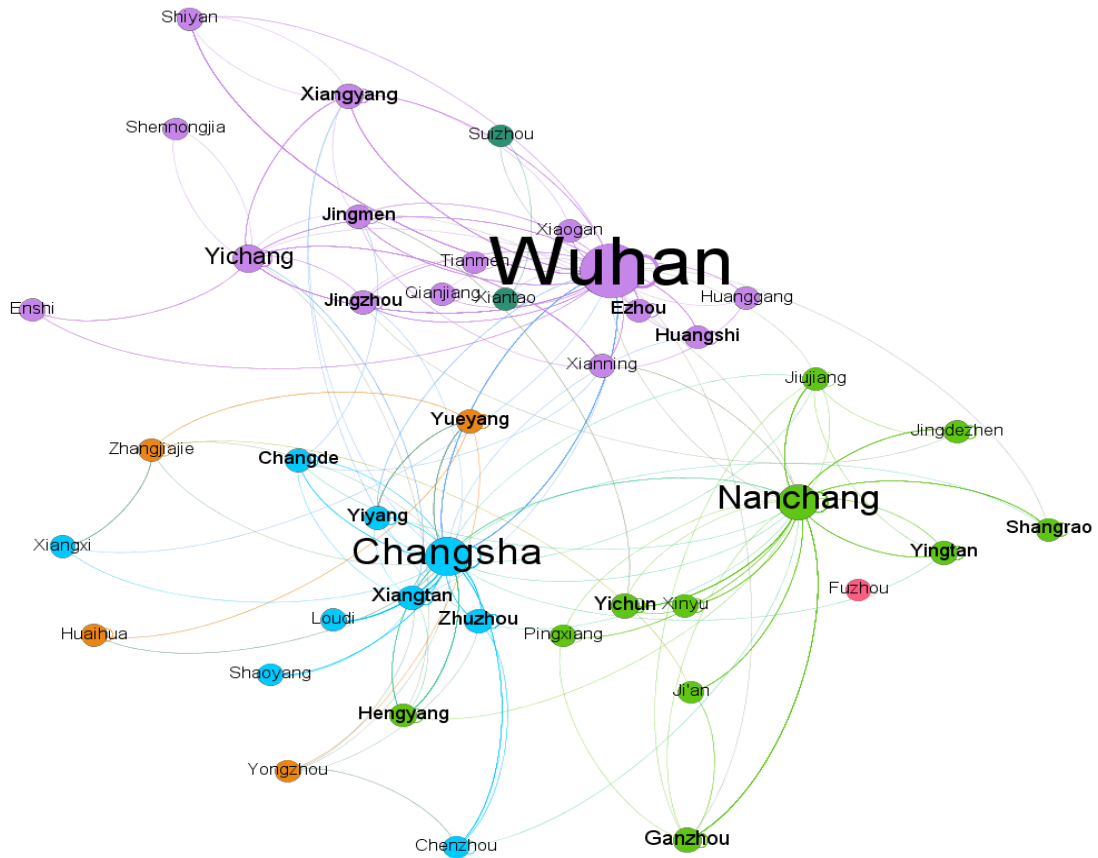 Shiyan
Xiangyang
Shennongjia
Suizhou
Jingmen
Xiaogan
Yichang
Tianmen
Wuhan
Qianjiang
Xiantao
Jingzhou
Huanggang
Enshi
Ezhou
Huangshi
Xianning
Jiujiang
Yueyang
Jingdezhen
Zhangjiajie
Changde
Nanchang
Yiyang
Shangrao
Xiangxi
Changsha
Yingtan
Fuzhou
Xiangtan
Yichun
Xinyu
Loudi
Zhuzhou
Huaihua
Pingxiang
Shaoyang
Ji'an
Hengyang
Yongzhou
Ganzhou
Chenzhou